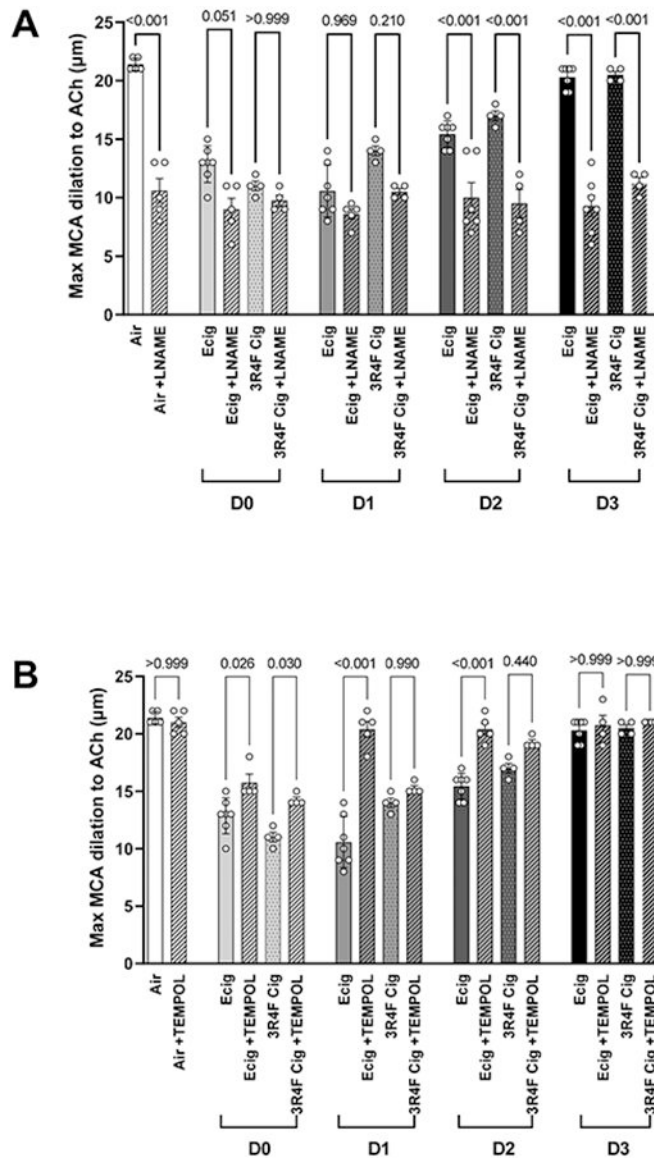 A
<0.001 0.051 >0.999 0.969 0.210 <0.001 <0.001 <0.001 <0.001
Max MCA dilation to ACh (µm)
25
20
15
10
5
0
Air
Air +LNAME
Ecig
Ecig +LNAME
3R4F Cig
3R4F Cig +LNAME
Ecig
Ecig +LNAME
3R4F Cig
3R4F Cig +LNAME
Ecig
Ecig +LNAME
3R4F Cig
3R4F Cig +LNAME
Ecig
Ecig +LNAME
3R4F Cig
3R4F Cig +LNAME
D0 D1 D2 D3
B
>0.999 0.026 0.030 <0.001 0.990 <0.001 0.440 >0.999 >0.999
Max MCA dilation to ACh (µm)
25
20
15
10
5
0
Air
Air +TEMPOL
Ecig
Ecig +TEMPOL
3R4F Cig
3R4F Cig +TEMPOL
Ecig
Ecig +TEMPOL
3R4F Cig
3R4F Cig +TEMPOL
Ecig
Ecig +TEMPOL
3R4F Cig
3R4F Cig +TEMPOL
Ecig
Ecig +TEMPOL
3R4F Cig
3R4F Cig +TEMPOL
D0 D1 D2 D3